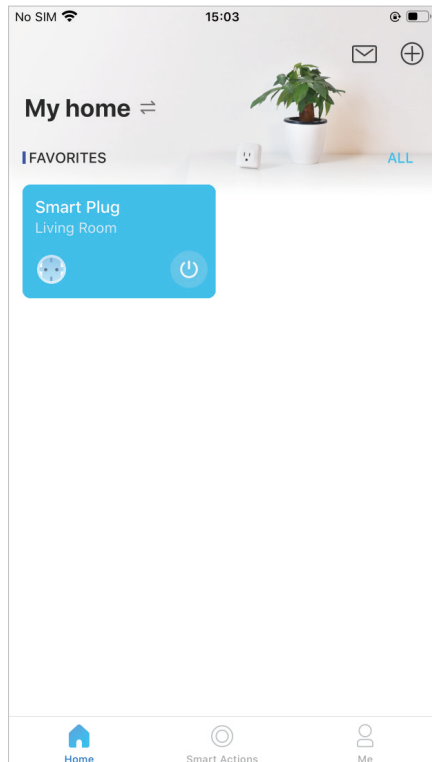 No SIM 15:03
My home
FAVORITES ALL
Smart Plug
Living Room
Home Smart Actions Me